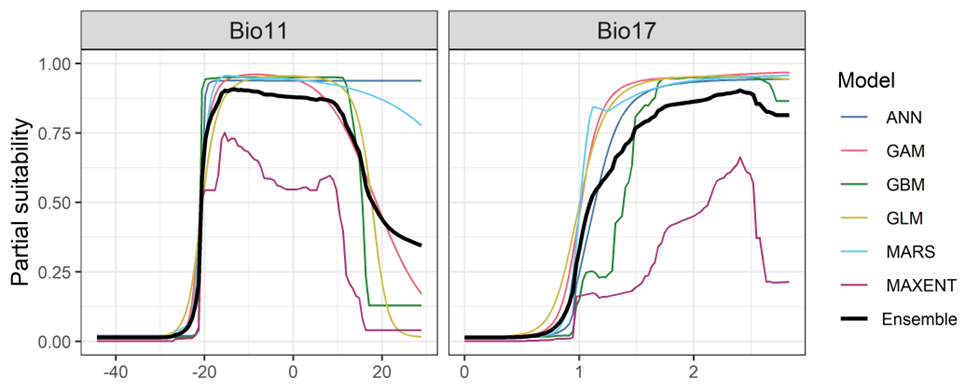 Bio11
Bio17
Partial suitability
1.00
0.75
0.50
0.25
0.00
-40
-20
0
20
0
1
2
Model
ANN
GAM
GBM
GLM
MARS
MAXENT
Ensemble